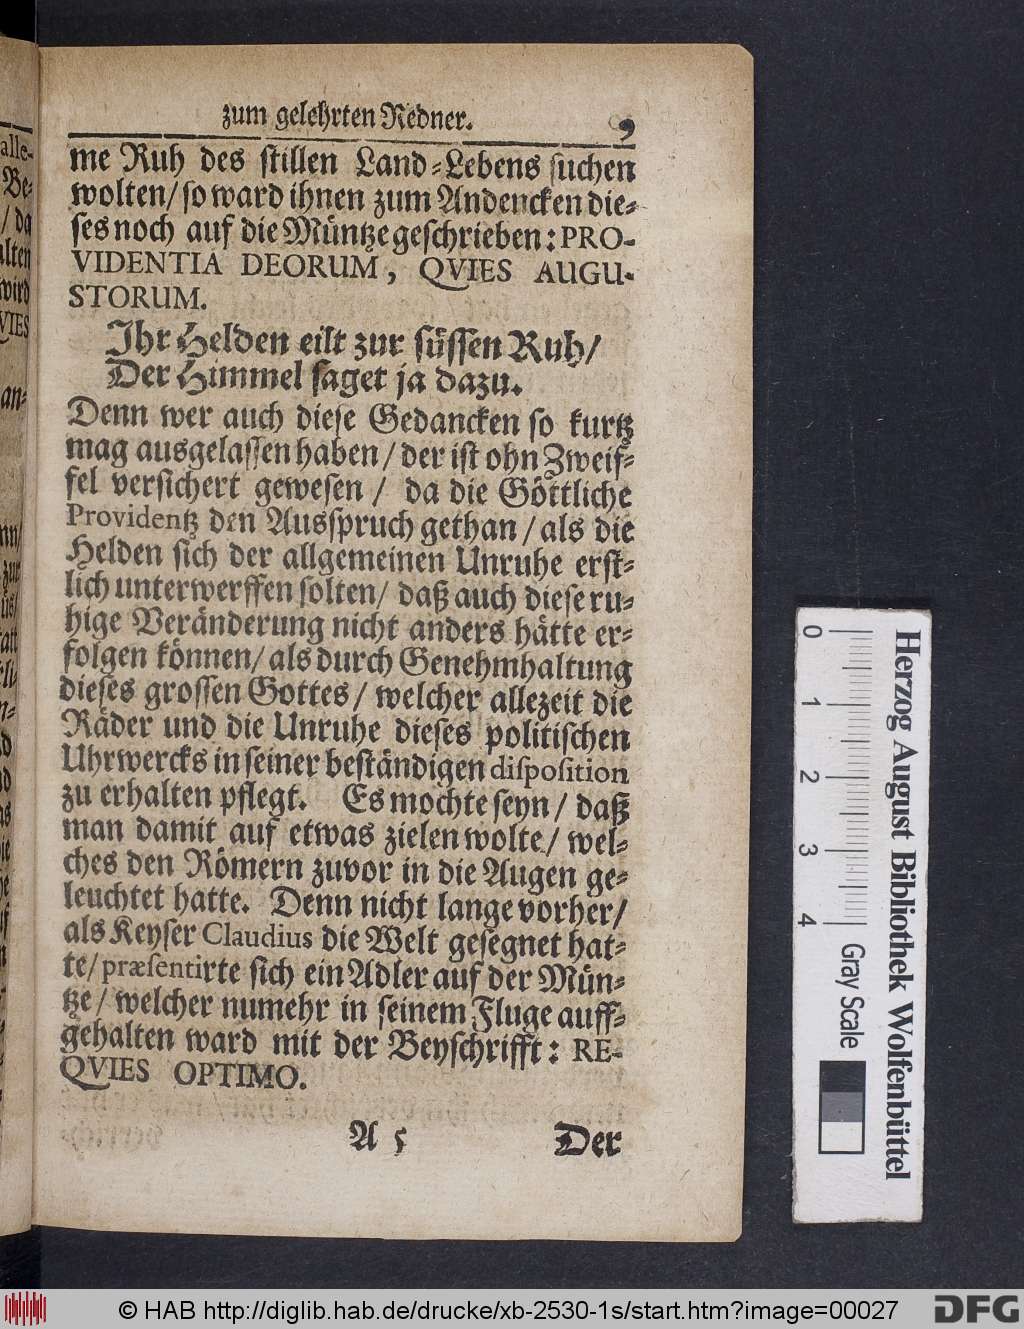 zum gelehrten Redner. 9
me Ruh des stillen Land-Lebens suchen
wolten/ so ward ihnen zum Andencken die-
ses noch auf die Müntze geschrieben: PRO-
VIDENTIA DEORUM, QVIES AUGU-
STORUM.
Ihr Helden eilt zur süssen Ruh/
Der Himmel saget ja dazu.
Denn wer auch diese Gedancken so kurtz
mag ausgelassen haben/ der ist ohn Zweif-
fel versichert gewesen/ da die Göttliche
Providentz den Ausspruch gethan/ als die
Helden sich der allgemeinen Unruhe erst-
lich unterwerffen solten/ daß auch diese ru-
hige Veränderung nicht anders hätte er-
folgen können/ als durch Genehmhaltung
dieses grossen Gottes/ welcher allezeit die
Räder und die Unruhe dieses politischen
Uhrwercks in seiner beständigen disposition
zu erhalten pflegt. Es mochte seyn/ daß
man damit auf etwas zielen wolte/ wel-
ches den Römern zuvor in die Augen ge-
leuchtet hatte. Denn nicht lange vorher/
als Keyser Claudius die Welt gesegnet hat-
te/ præsentirte sich ein Adler auf der Mün-
tze/ welcher numehr in seinem Fluge auff-
gehalten ward mit der Beyschrifft: RE-
QVIES OPTIMO.
A 5 Der
alle-
Be-
/ da
alten
wird
VIES
an-
0 1 2 3 4
Herzog August Bibliothek Wolfenbüttel
Gray Scale
© HAB http://diglib.hab.de/drucke/xb-2530-1s/start.htm?image=00027
DFG